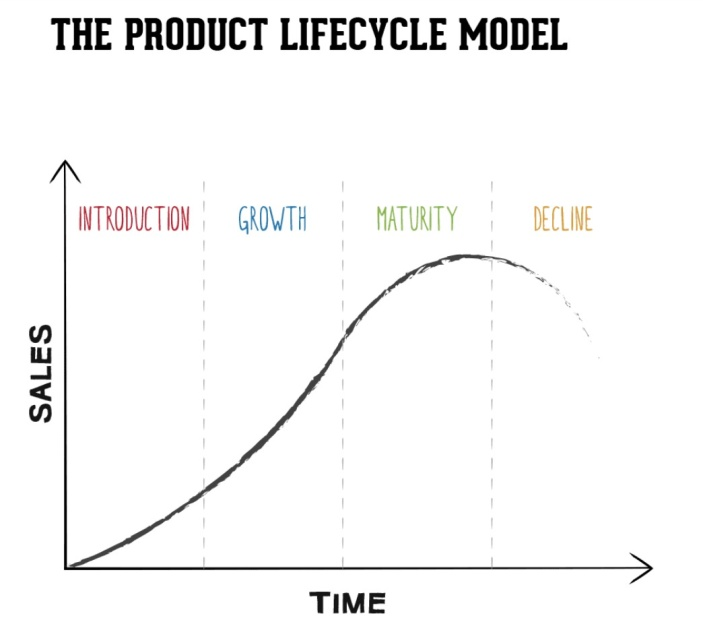 THE PRODUCT LIFECYCLE MODEL
INTRODUCTION
GROWTH
MATURITY
DECLINE
SALES
TIME